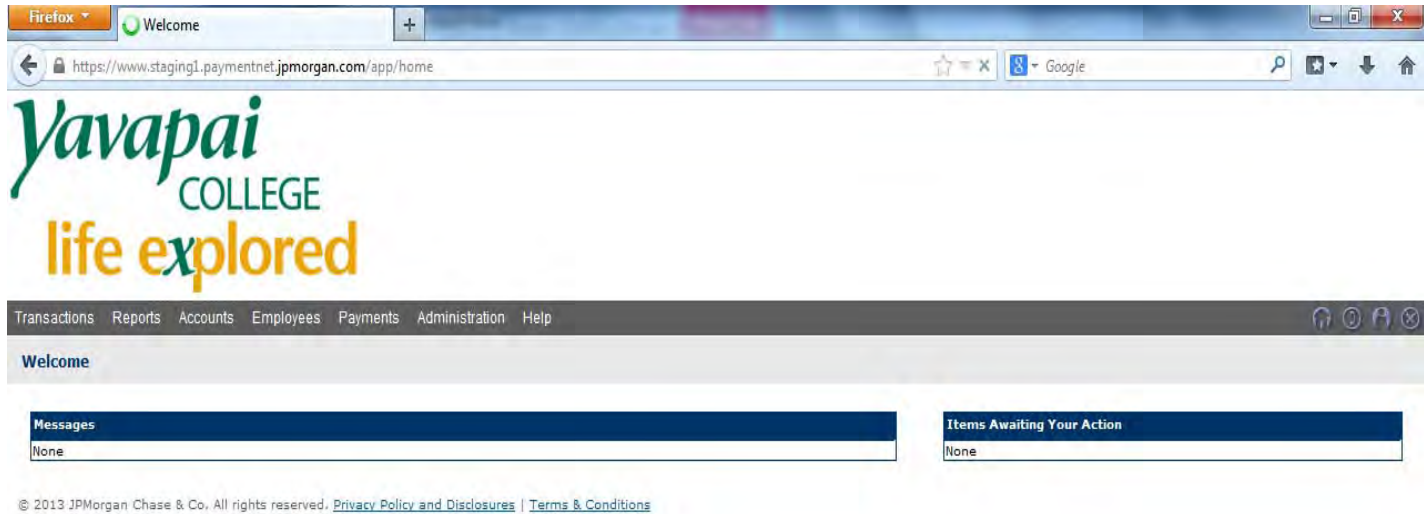 Firefox
Welcome
https://www.staging1.paymentnet.jpmorgan.com/app/home
Google
Yavapai
COLLEGE
life explored
Transactions Reports Accounts Employees Payments Administration Help
Welcome
Messages
None
Items Awaiting Your Action
None
© 2013 JPMorgan Chase & Co. All rights reserved. Privacy Policy and Disclosures | Terms & Conditions